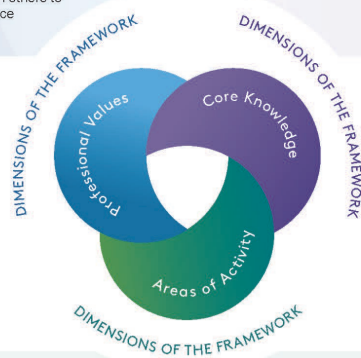 ce
DIMENSIONS OF THE FRAMEWORK
DIMENSIONS OF THE FRAMEWORK
Professional Values
Core Knowledge
Areas of Activity
DIMENSIONS OF THE FRAMEWORK